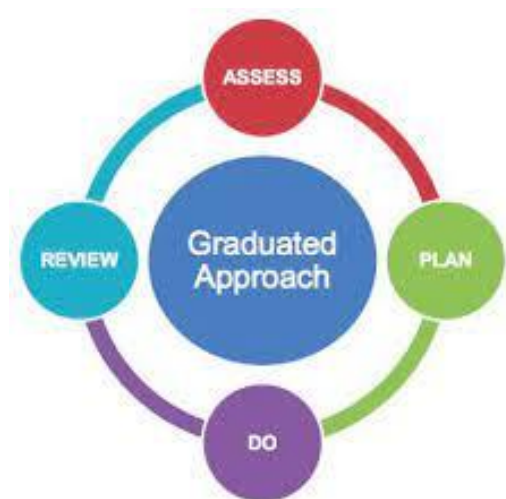 ASSESS
Graduated
Approach
REVIEW
PLAN
DO